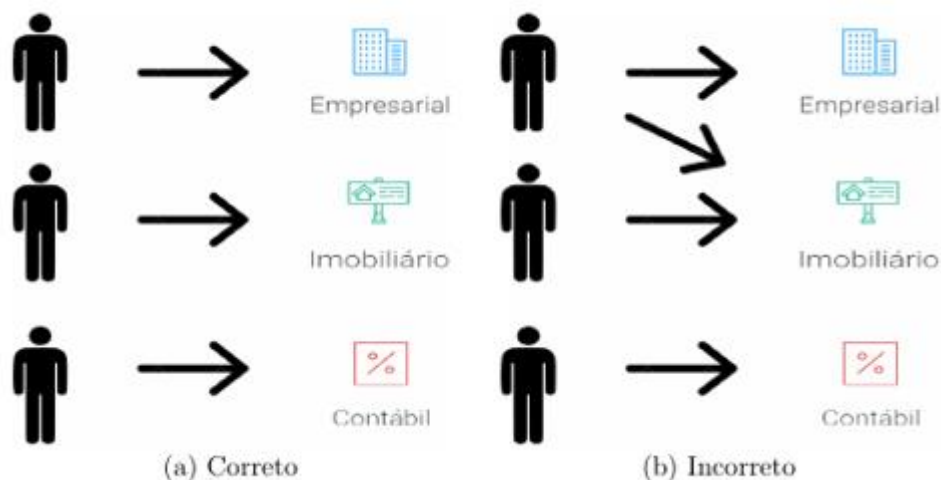 Empresarial
Imobiliário
Contábil
(a) Correto
Empresarial
Imobiliário
Contábil
(b) Incorreto